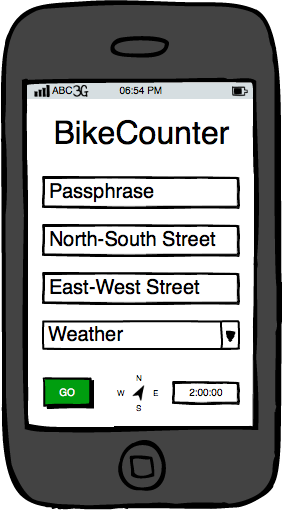 ABC 3G 06:54 PM
BikeCounter
Passphrase
North-South Street
East-West Street
Weather
N
GO W E 2:00:00
S